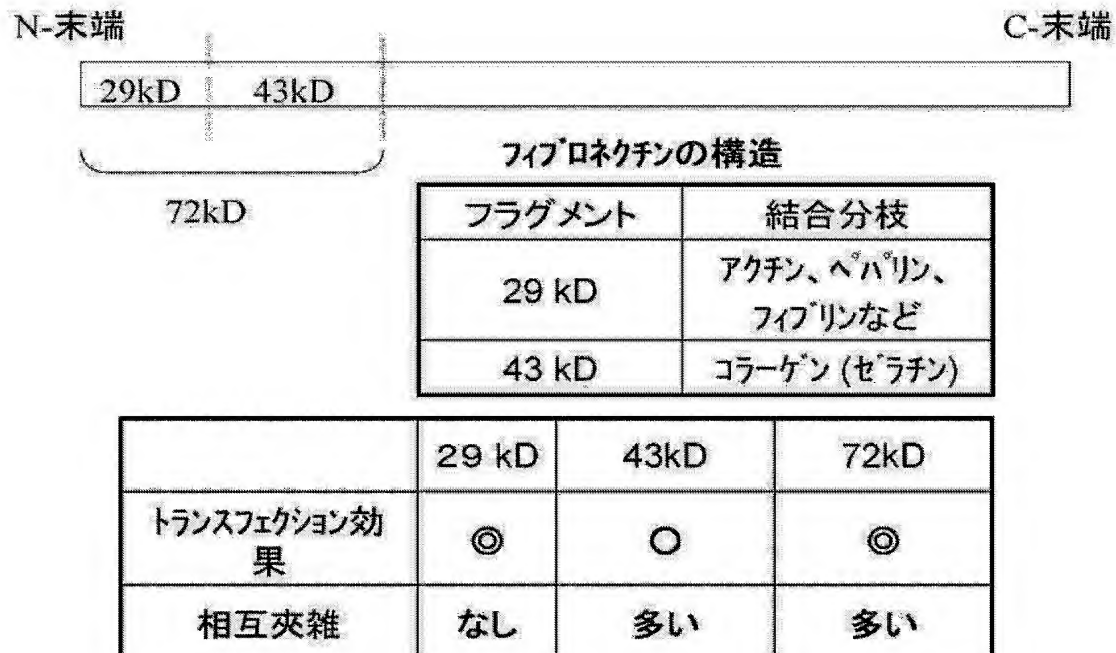 N-末端 C-末端
29kD 43kD
フィブロネクチンの構造
72kD
フラグメント 結合分枝
29 kD アクチン、ペパリン、
フィブリンなど
43 kD コラーゲン (ゼラチン)
29 kD 43kD 72kD
トランスフェクション効
果 ◎ ○ ◎
相互夾雑 なし 多い 多い